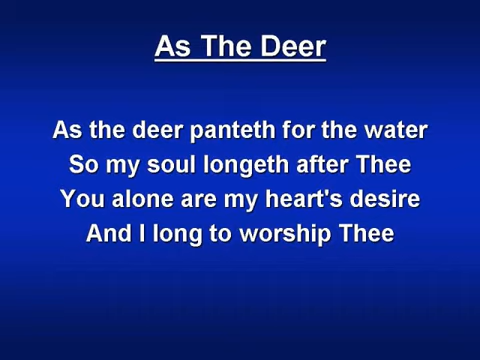 As The Deer
As the deer panteth for the water
So my soul longeth after Thee
You alone are my heart's desire
And I long to worship Thee